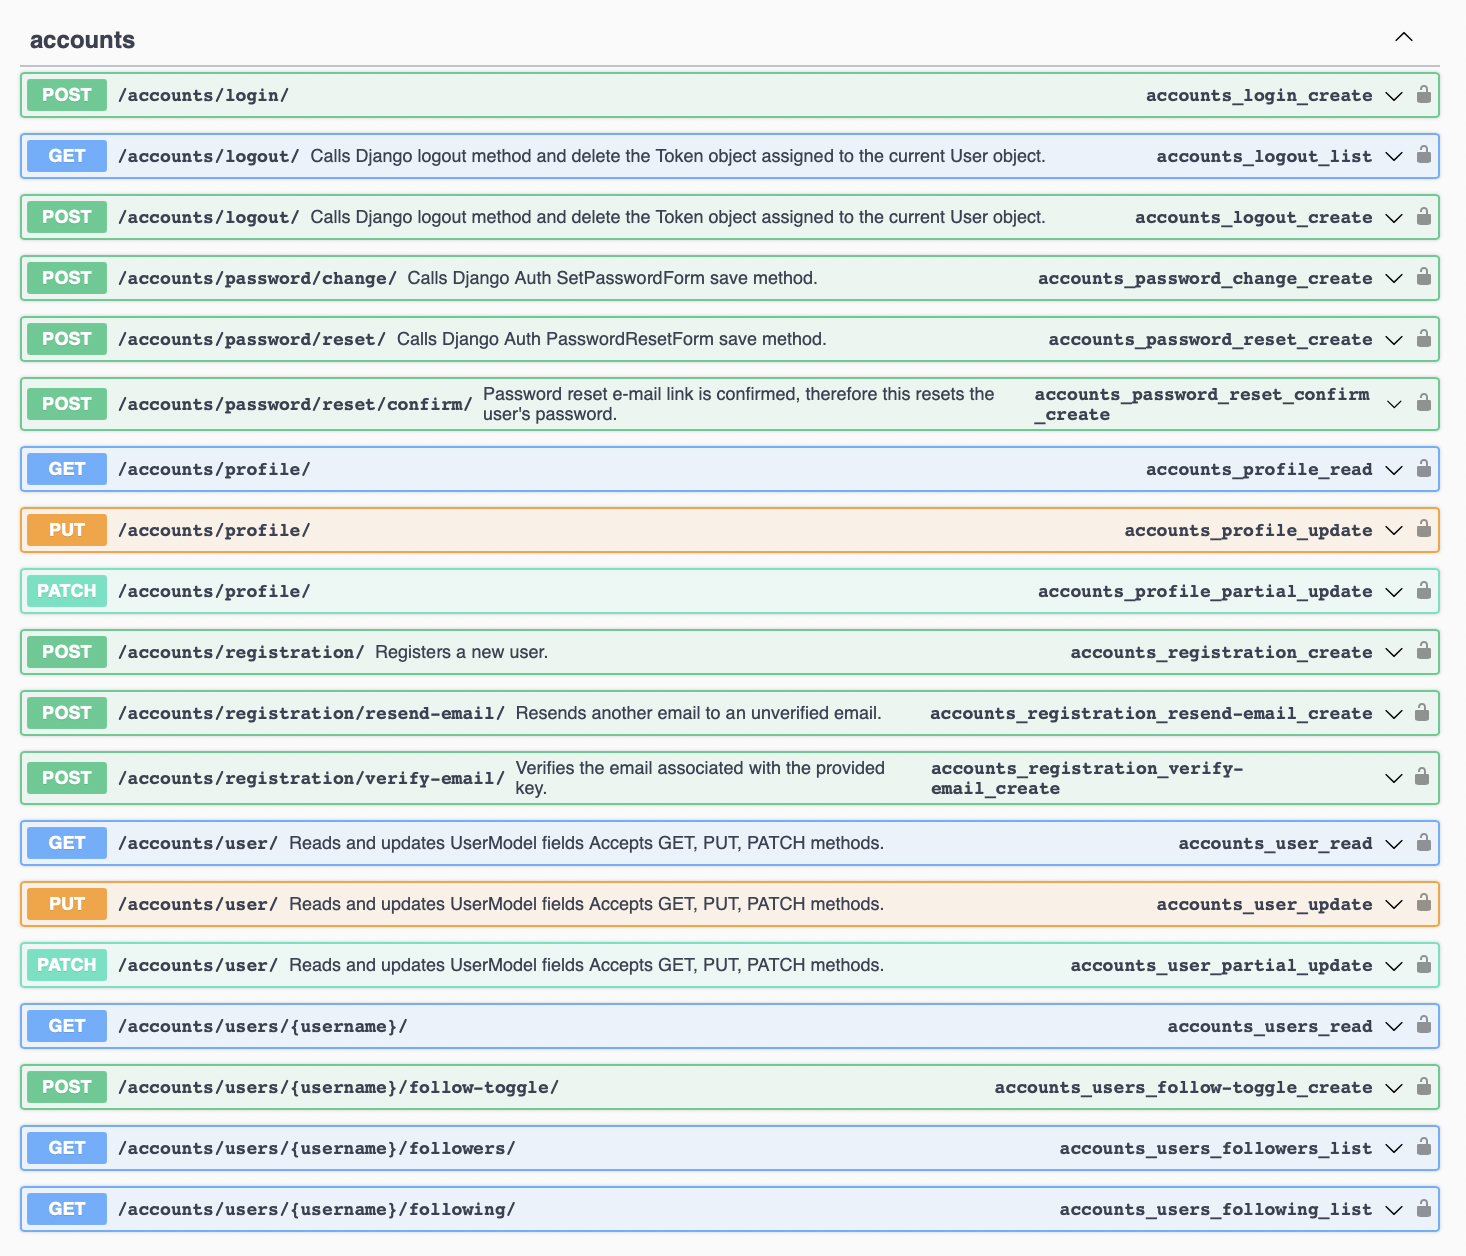 accounts
POST /accounts/login/ accounts_login_create
GET /accounts/logout/ Calls Django logout method and delete the Token object assigned to the current User object. accounts_logout_list
POST /accounts/logout/ Calls Django logout method and delete the Token object assigned to the current User object. accounts_logout_create
POST /accounts/password/change/ Calls Django Auth SetPasswordForm save method. accounts_password_change_create
POST /accounts/password/reset/ Calls Django Auth PasswordResetForm save method. accounts_password_reset_create
POST /accounts/password/reset/confirm/ Password reset e-mail link is confirmed, therefore this resets the
user's password. accounts_password_reset_confirm
_create
GET /accounts/profile/ accounts_profile_read
PUT /accounts/profile/ accounts_profile_update
PATCH /accounts/profile/ accounts_profile_partial_update
POST /accounts/registration/ Registers a new user. accounts_registration_create
POST /accounts/registration/resend-email/ Resends another email to an unverified email. accounts_registration_resend-email_create
POST /accounts/registration/verify-email/ Verifies the email associated with the provided
key. accounts_registration_verify-
email_create
GET /accounts/user/ Reads and updates UserModel fields Accepts GET, PUT, PATCH methods. accounts_user_read
PUT /accounts/user/ Reads and updates UserModel fields Accepts GET, PUT, PATCH methods. accounts_user_update
PATCH /accounts/user/ Reads and updates UserModel fields Accepts GET, PUT, PATCH methods. accounts_user_partial_update
GET /accounts/users/{username}/ accounts_users_read
POST /accounts/users/{username}/follow-toggle/ accounts_users_follow-toggle_create
GET /accounts/users/{username}/followers/ accounts_users_followers_list
GET /accounts/users/{username}/following/ accounts_users_following_list